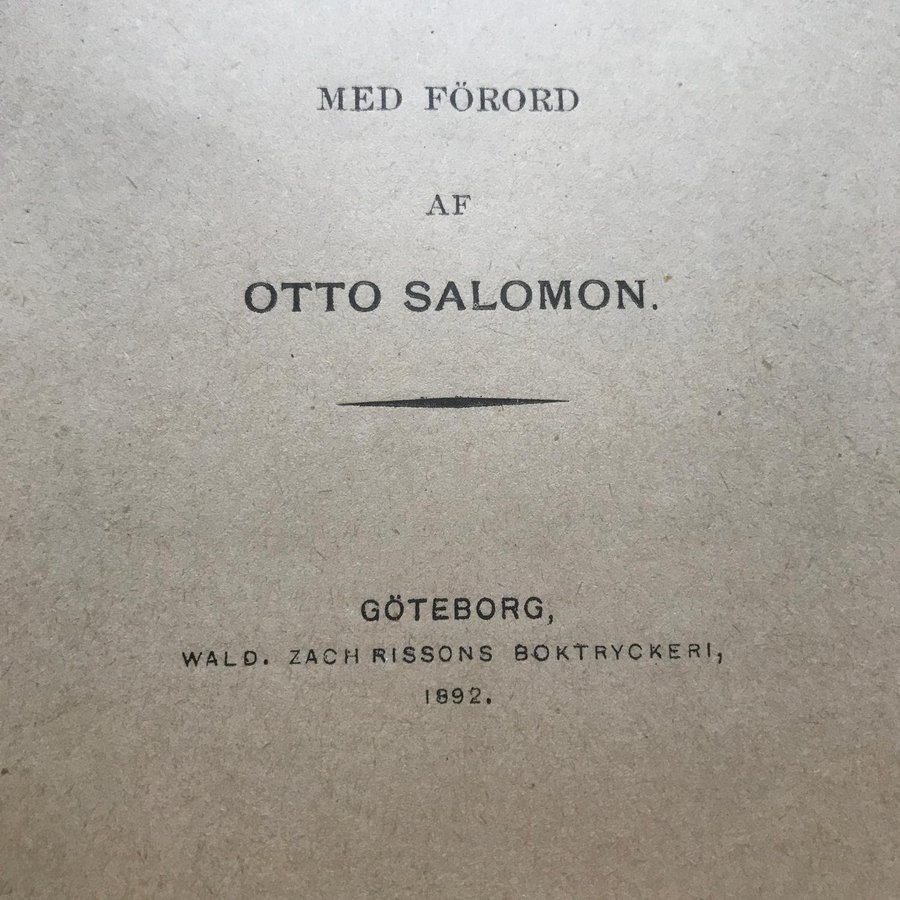 MED FÖRORD
AF
OTTO SALOMON.
GÖTEBORG,
WALD. ZACHRISSONS BOKTRYCKERI,
1892.